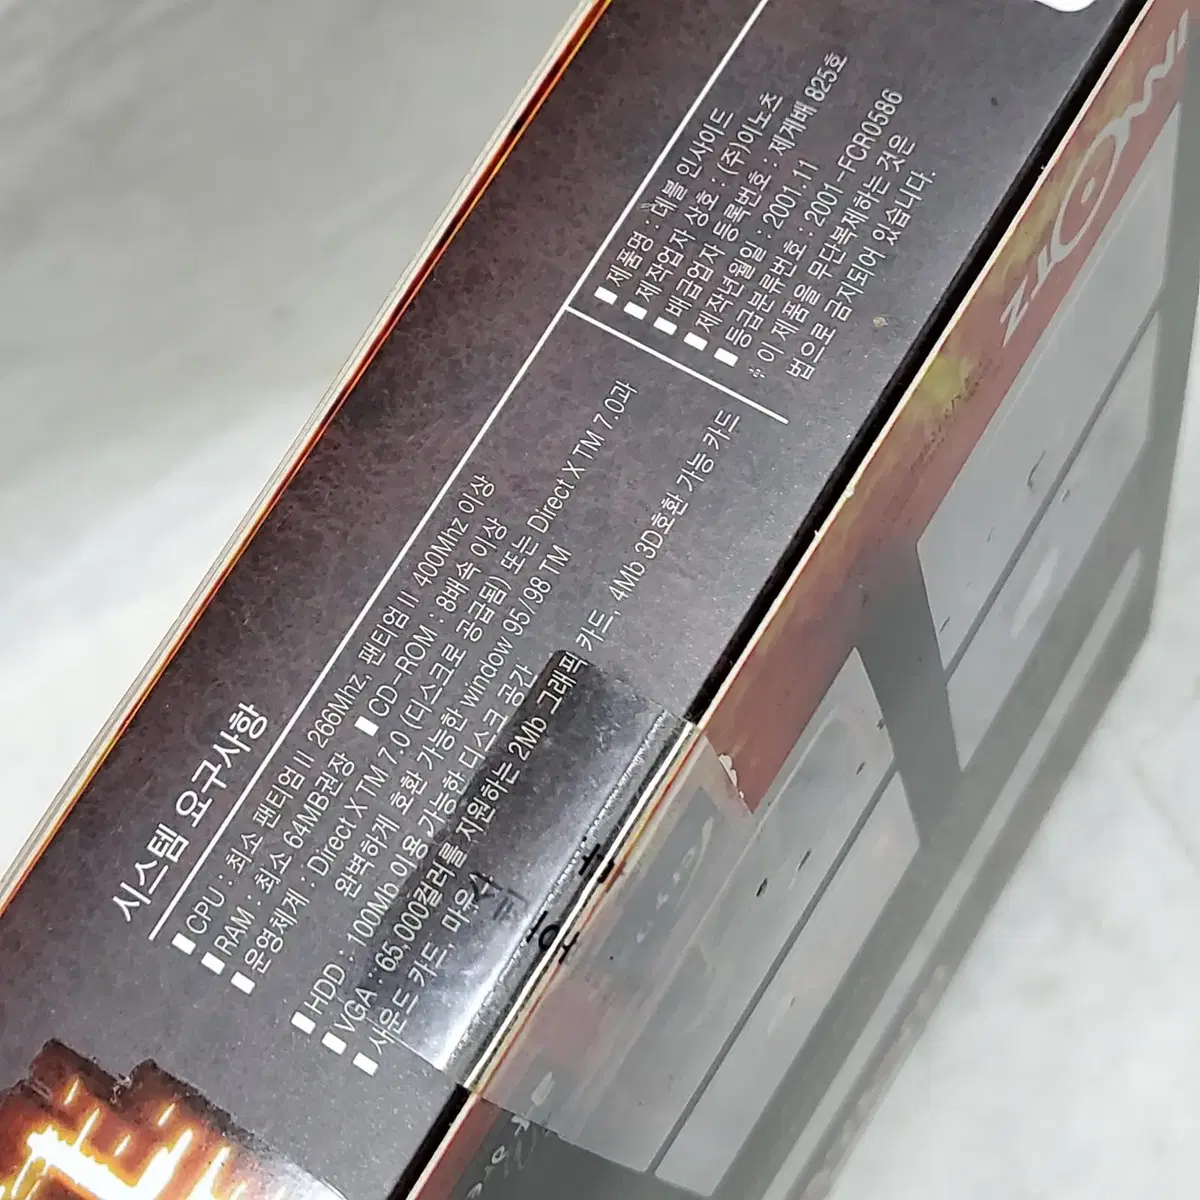 시스템 요구사항
■ CPU : 최소 팬티엄 II 266Mhz, 팬티엄 II 400Mhz 이상
■ RAM : 최소 64MB권장 ■ CD-ROM : 8배속 이상
■ 운영체계 : Direct X TM 7.0 (디스크로 공급됨) 또는 Direct X TM 7.0과
완벽하게 호환 가능한 window 95/98 TM
■ HDD : 100Mb 이용 가능한 디스크 공간
■ VGA : 65,000컬러를 지원하는 2Mb 그래픽 카드, 4Mb 3D호환 가능 카드
■ 사운드 카드, 마우스
■ 제품명 : 데블 인사이드
■ 제작업자 상호 : (주)이노츠
■ 배급업자 등록번호 : 제게배 825호
■ 제작년월일 : 2001.11
■ 등급분류번호 : 2001-FCR0586
※ 이 제품을 무단복제하는 것은
법으로 금지되어 있습니다.